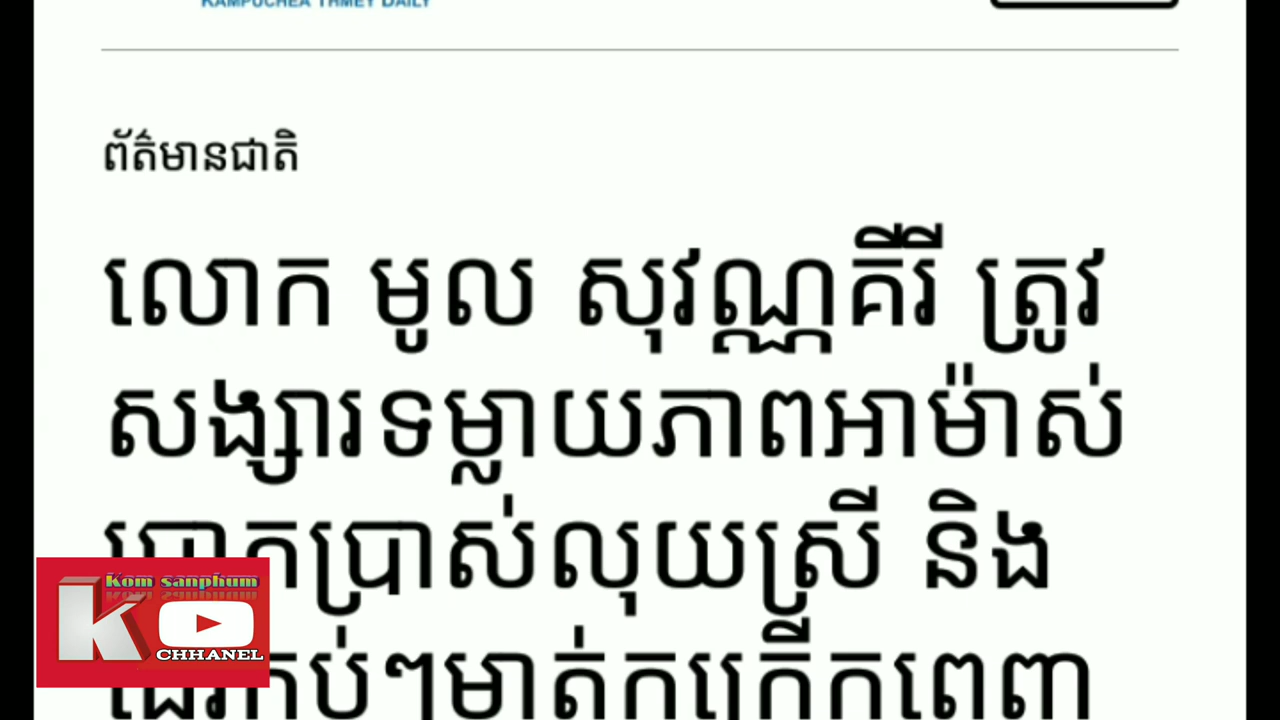 KAMPUCHEA THMEY DAILY
ព័ត៌មានជាតិ
លោក មូល សុវណ្ណគីរី ត្រូវ
សង្សារទម្លាយភាពអាម៉ាស់
បោកប្រាស់លុយស្រី និង
Kom sanphum
K
CHHANEL